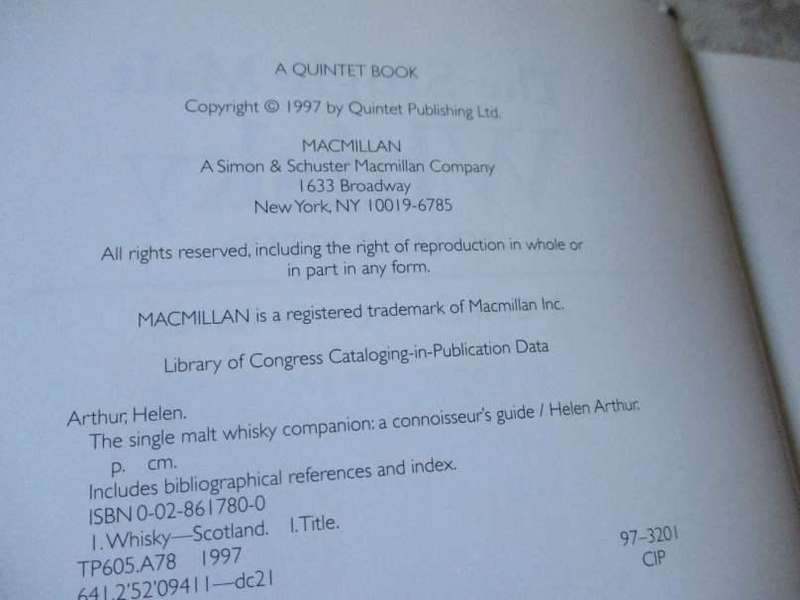 A QUINTET BOOK
Copyright © 1997 by Quintet Publishing Ltd.
MACMILLAN
A Simon & Schuster Macmillan Company
1633 Broadway
New York, NY 10019-6785
All rights reserved, including the right of reproduction in whole or
in part in any form.
MACMILLAN is a registered trademark of Macmillan Inc.
Library of Congress Cataloging-in-Publication Data
Arthur, Helen.
The single malt whisky companion: a connoisseur's guide / Helen Arthur.
p. cm.
Includes bibliographical references and index.
ISBN 0-02-861780-0
1. Whisky—Scotland. I. Title.
TP605.A78 1997
641.2'52'09411—dc21
97-3201
CIP